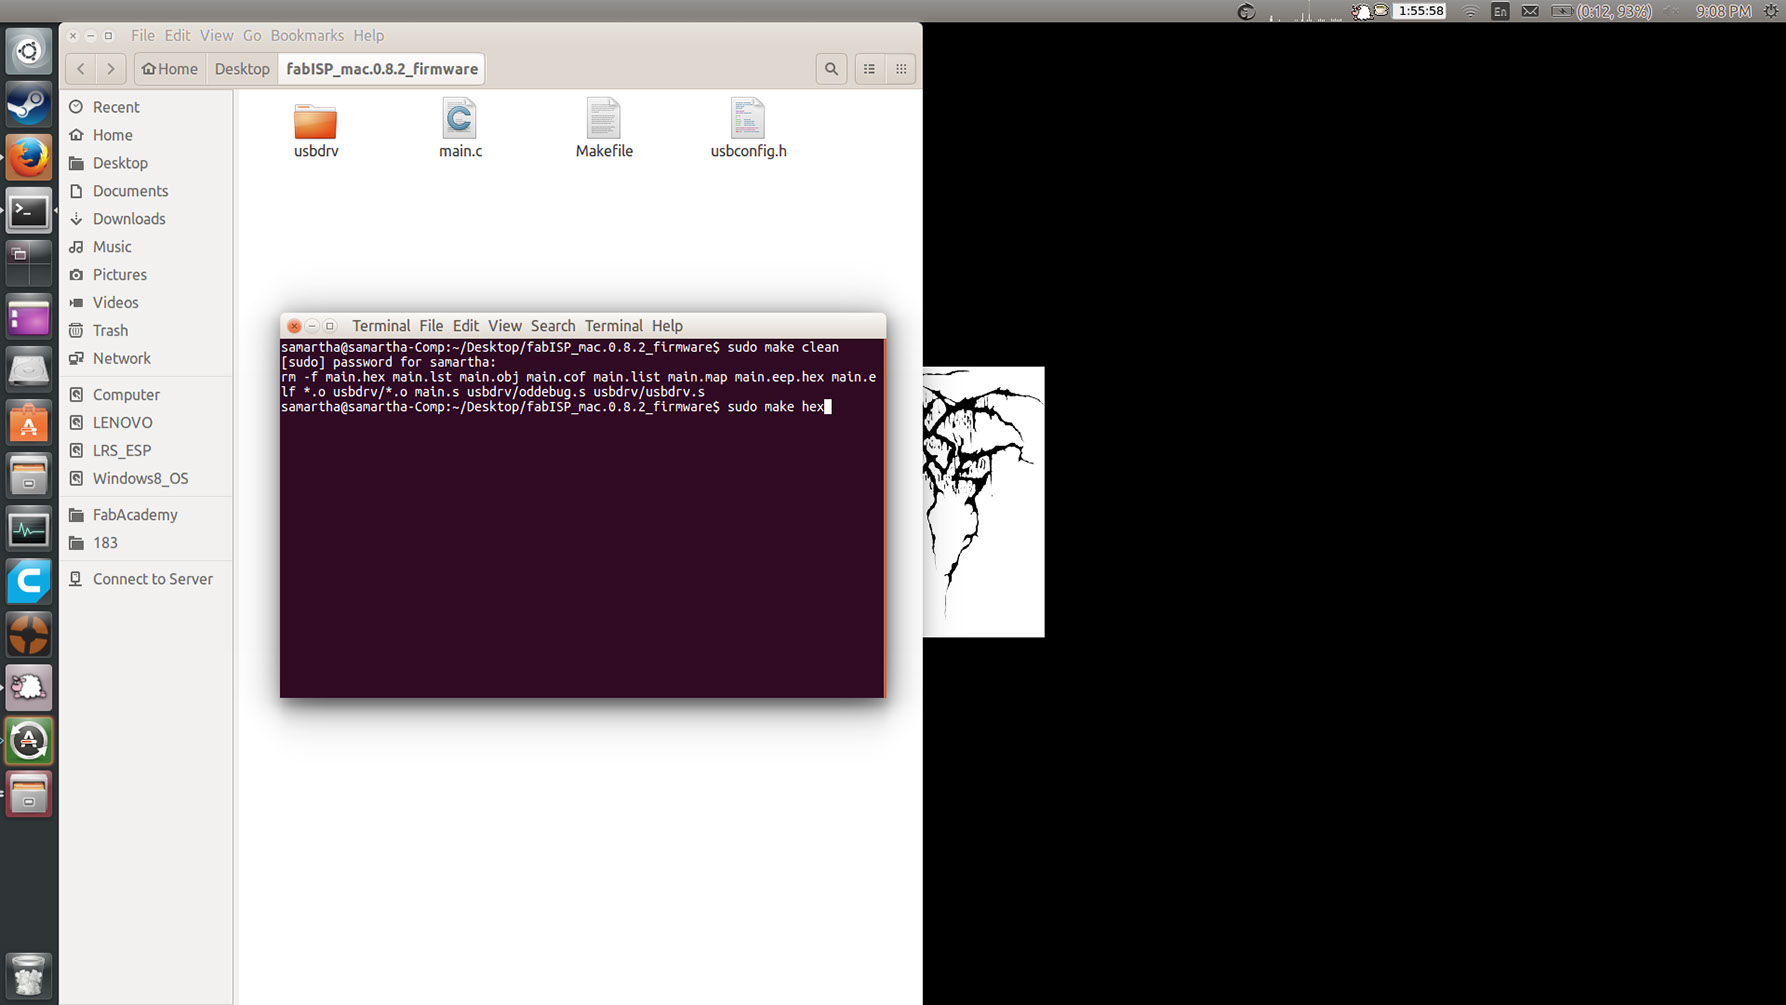 1:55:58
En
(0:12, 93%)
9:08 PM
File Edit View Go Bookmarks Help
Home
Desktop
fabISP_mac.0.8.2_firmware
Recent
Home
Desktop
Documents
Downloads
Music
Pictures
Videos
Trash
Network
Computer
LENOVO
LRS_ESP
Windows8_OS
FabAcademy
183
Connect to Server
usbdrv
main.c
Makefile
usbconfig.h
Terminal File Edit View Search Terminal Help
samartha@samartha-Comp:~/Desktop/fabISP_mac.0.8.2_firmware$ sudo make clean
[sudo] password for samartha:
rm -f main.hex main.lst main.obj main.cof main.list main.map main.eep.hex main.e
lf *.o usbdrv/*.o main.s usbdrv/oddebug.s usbdrv/usbdrv.s
samartha@samartha-Comp:~/Desktop/fabISP_mac.0.8.2_firmware$ sudo make hex